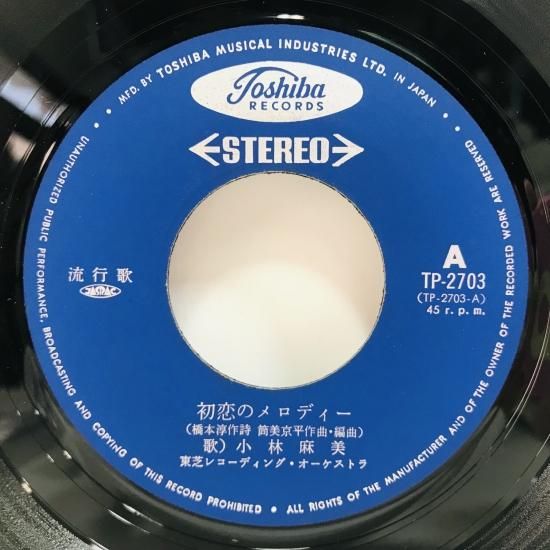 • MFD. BY TOSHIBA MUSICAL INDUSTRIES LTD. IN JAPAN •
Toshiba
RECORDS
STEREO
A
TP-2703
(TP-2703-A)
45 r.p.m.
流行歌
JASRAC
初恋のメロディー
(橋本淳作詩 筒美京平作曲・編曲)
歌) 小林麻美
東芝レコーディング・オーケストラ
UNAUTHORIZED PUBLIC PERFORMANCE, BROADCASTING AND COPYING OF THIS RECORD PROHIBITED • ALL RIGHTS OF THE MANUFACTURER AND OF THE OWNER OF THE RECORDED WORK ARE RESERVED